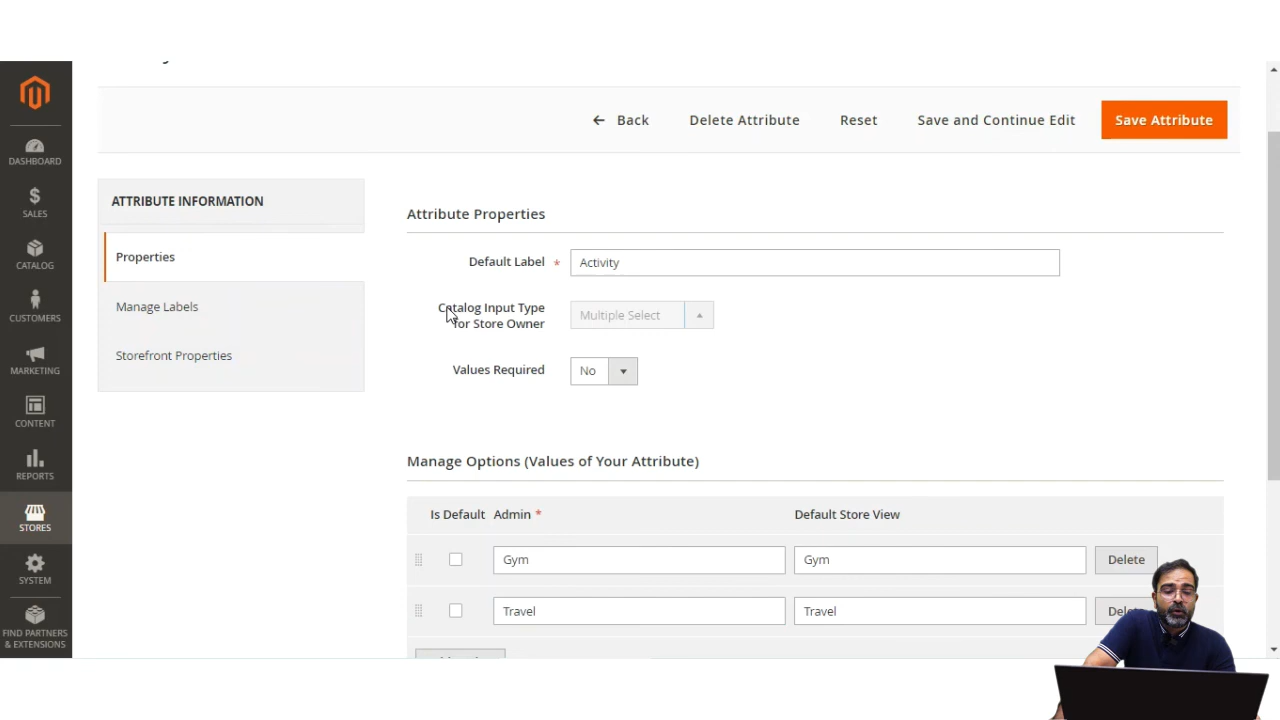 ← Back
Delete Attribute
Reset
Save and Continue Edit
Save Attribute
DASHBOARD
SALES
CATALOG
CUSTOMERS
MARKETING
CONTENT
REPORTS
STORES
SYSTEM
FIND PARTNERS
& EXTENSIONS
ATTRIBUTE INFORMATION
Properties
Manage Labels
Storefront Properties
Attribute Properties
Default Label * Activity
Catalog Input Type
for Store Owner
Multiple Select
Values Required No
Manage Options (Values of Your Attribute)
Is Default Admin * Default Store View
Gym Gym Delete
Travel Travel